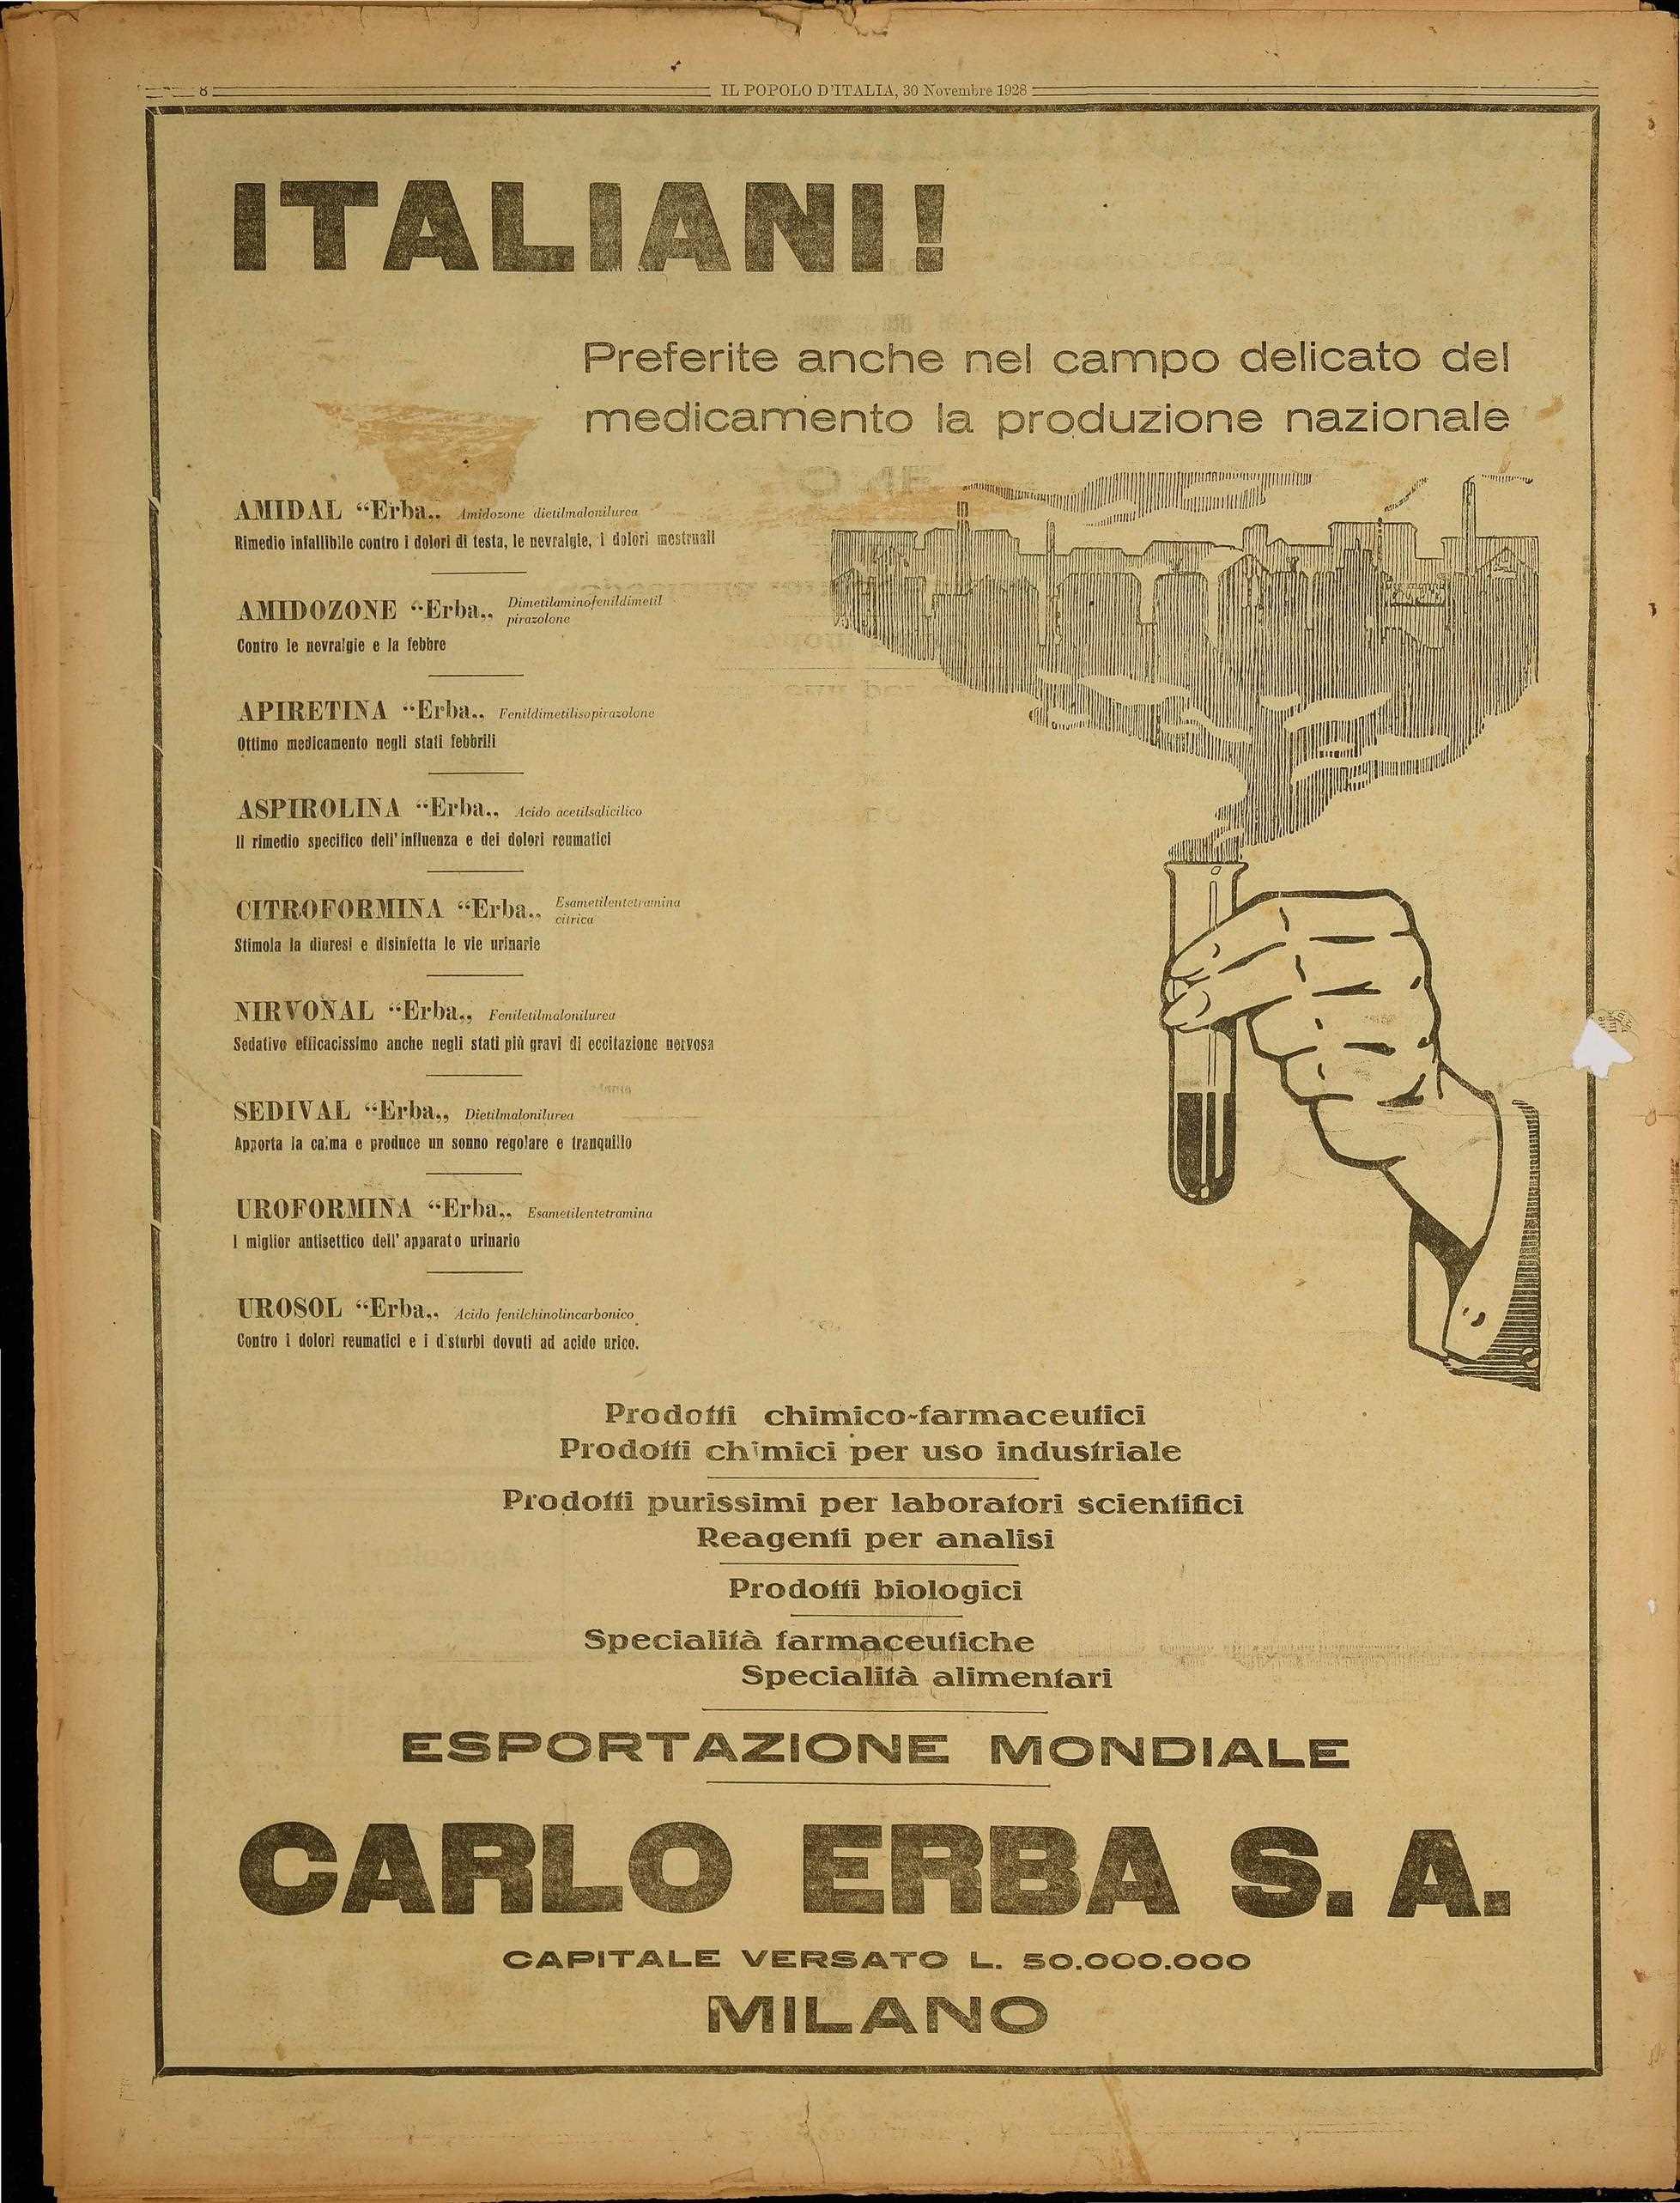 8
IL POPOLO D'ITALIA, 30 Novembre 1928
ITALIANI!
Preferite anche nel campo delicato del
medicamento la produzione nazionale
AMIDAL “Erba„ Amidozone dietilmalonilurea
Rimedio infallibile contro i dolori di testa, le nevralgie, i dolori mestruali
AMIDOZONE “Erba„ Dimetilaminofenildimetil
pirazolone
Contro le nevralgie e la febbre
APIRETINA “Erba„ Fenildimetilisopirazolone
Ottimo medicamento negli stati febbrili
ASPIROLINA “Erba„ Acido acetilsalicilico
Il rimedio specifico dell'influenza e dei dolori reumatici
CITROFORMINA “Erba„ Esametilentetramina
citrica
Stimola la diuresi e disinfetta le vie urinarie
NIRVONAL “Erba„ Feniletilmalonilurea
Sedativo efficacissimo anche negli stati più gravi di eccitazione nervosa
SEDIVAL “Erba„ Dietilmalonilurea
Apporta la calma e produce un sonno regolare e tranquillo
UROFORMINA “Erba„ Esametilentetramina
I miglior antisettico dell'apparato urinario
UROSOL “Erba„ Acido fenilchinolincarbonico
Contro i dolori reumatici e i disturbi dovuti ad acido urico.
Prodotti chimico-farmaceutici
Prodotti chimici per uso industriale
Prodotti purissimi per laboratori scientifici
Reagenti per analisi
Prodotti biologici
Specialità farmaceutiche
Specialità alimentari
ESPORTAZIONE MONDIALE
CARLO ERBA S. A.
CAPITALE VERSATO L. 50.000.000
MILANO